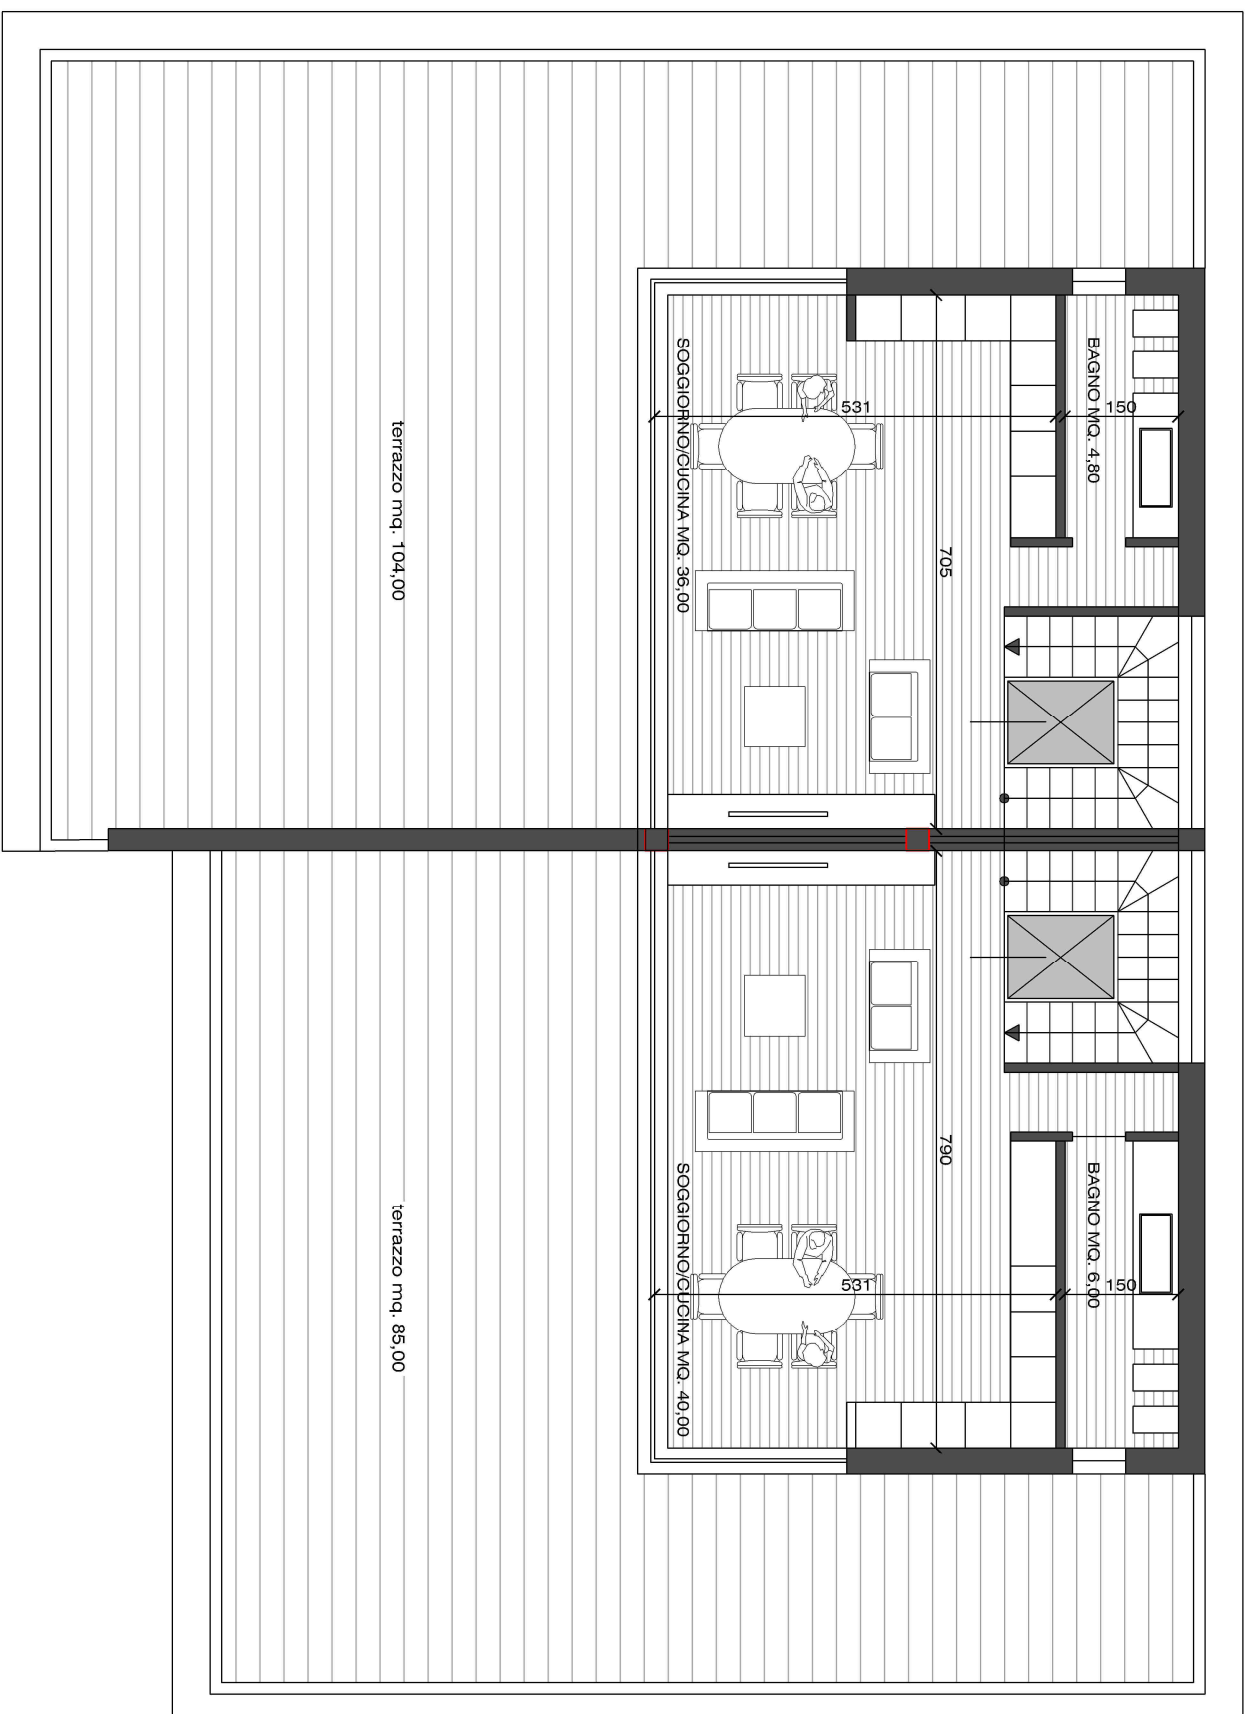 BAGNO MQ. 4,80
150
531
SOGGIORNO/CUCINA MQ. 36,00
705
terrazzo mq. 104,00
BAGNO MQ. 6,00
150
531
SOGGIORNO/CUCINA MQ. 40,00
790
terrazzo mq. 85,00